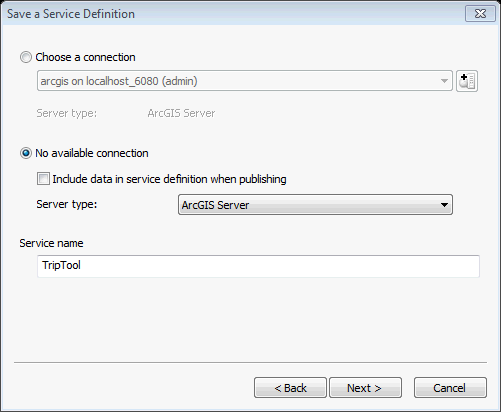 Save a Service Definition
Choose a connection
arcgis on localhost_6080 (admin)
Server type: ArcGIS Server
No available connection
Include data in service definition when publishing
Server type: ArcGIS Server
Service name
TripTool
< Back Next > Cancel